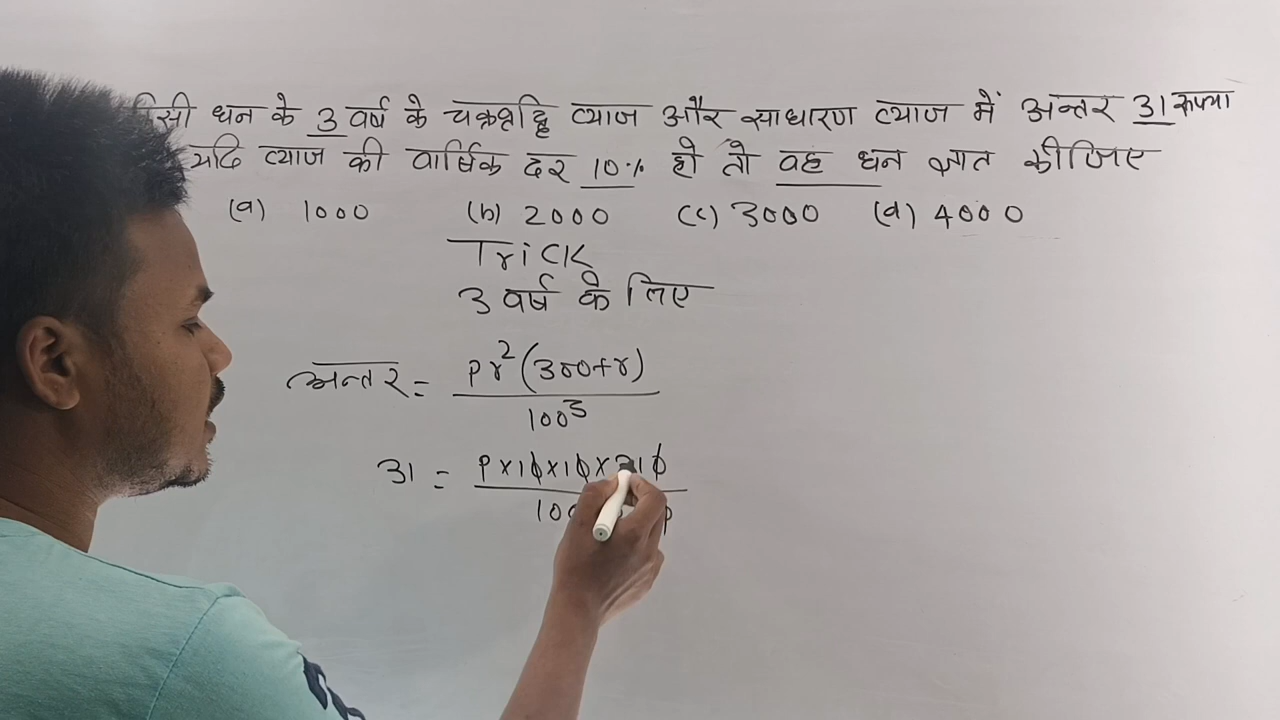 धन के 3 वर्ष के चक्रवृद्धि ब्याज और साधारण ब्याज में अन्तर 31 रूपया
यदि ब्याज की वार्षिक दर 10% हो तो वह धन ज्ञात कीजिए
(a) 1000 (b) 2000 (c) 3000 (d) 4000
Trick
3 वर्ष के लिए
अन्तर = Pr²(300+r)/100³
31 = P×10×10×310